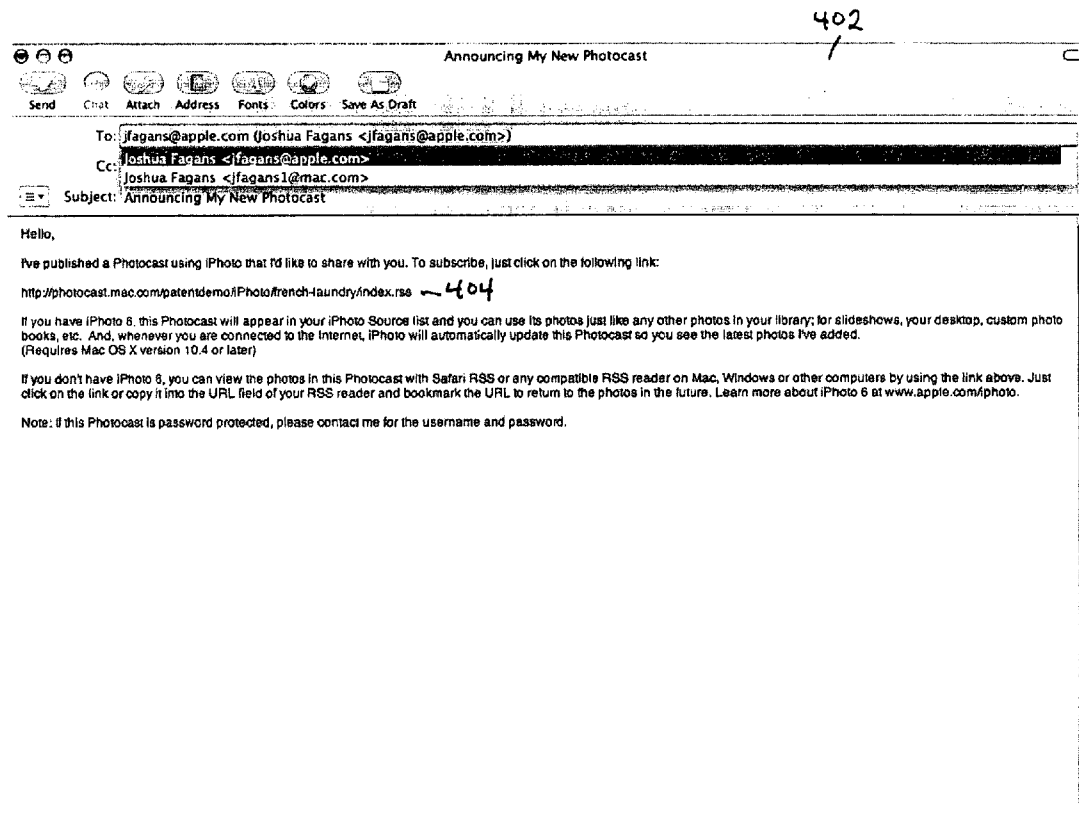 402
Announcing My New Photocast
Send Chat Attach Address Fonts Colors Save As Draft
To: jfagans@apple.com (Joshua Fagans <jfagans@apple.com>)
Joshua Fagans <jfagans@apple.com>
Cc:
Joshua Fagans <jfagans1@mac.com>
Subject: Announcing My New Photocast
Hello,
I've published a Photocast using iPhoto that I'd like to share with you. To subscribe, just click on the following link:
http://photocast.mac.com/patentdemo/iPhoto/french-laundry/index.rss 404
If you have iPhoto 6, this Photocast will appear in your iPhoto Source list and you can use its photos just like any other photos in your library; for slideshows, your desktop, custom photo
books, etc. And, whenever you are connected to the Internet, iPhoto will automatically update this Photocast so you see the latest photos I've added.
(Requires Mac OS X version 10.4 or later)
If you don't have iPhoto 6, you can view the photos in this Photocast with Safari RSS or any compatible RSS reader on Mac, Windows or other computers by using the link above. Just
click on the link or copy it into the URL field of your RSS reader and bookmark the URL to return to the photos in the future. Learn more about iPhoto 6 at www.apple.com/iphoto.
Note: if this Photocast is password protected, please contact me for the username and password.